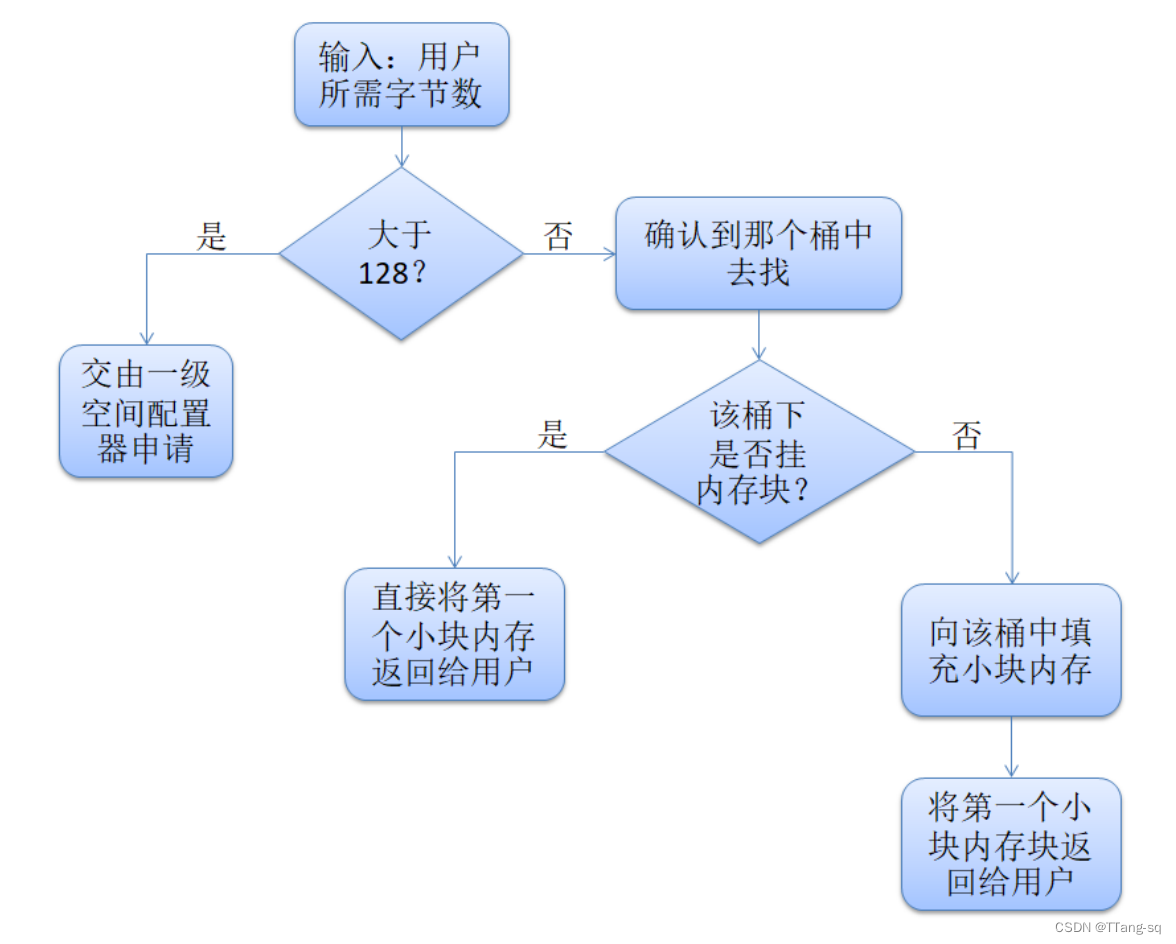 输入：用户
所需字节数
大于
128？
是
否
确认到那个桶中
去找
交由一级
空间配置
器申请
该桶下
是否挂
内存块？
是
否
直接将第一
个小块内存
返回给用户
向该桶中填
充小块内存
将第一个小
块内存块返
回给用户
CSDN @TTang-sq